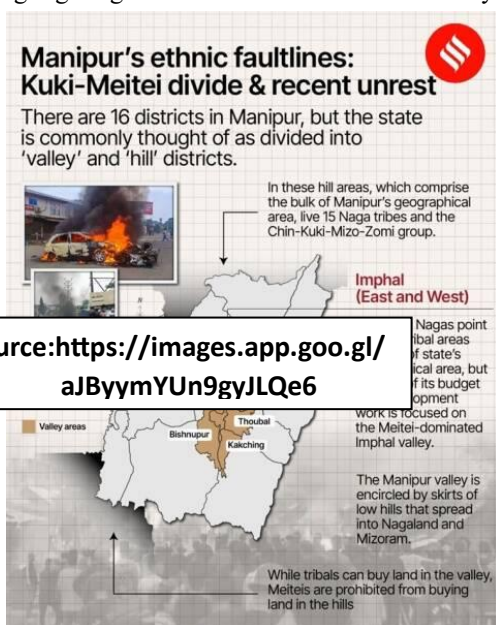 Manipur's ethnic faultlines:
Kuki-Meitei divide & recent unrest
There are 16 districts in Manipur, but the state
is commonly thought of as divided into
'valley' and 'hill' districts.
In these hill areas, which comprise
the bulk of Manipur's geographical
area, live 15 Naga tribes and the
Chin-Kuki-Mizo-Zomi group.
Imphal
(East and West)
Nagas point
areas
of state's
area, but
of its budget
work is focused on
the Meitei-dominated
Imphal valley.
urce:https://images.app.goo.gl/
aJByymYUn9gyJLQe6
Valley areas
Thoubal
Bishnupur
Kakching
The Manipur valley is
encircled by skirts of
low hills that spread
into Nagaland and
Mizoram.
While tribals can buy land in the valley,
Meiteis are prohibited from buying
land in the hills